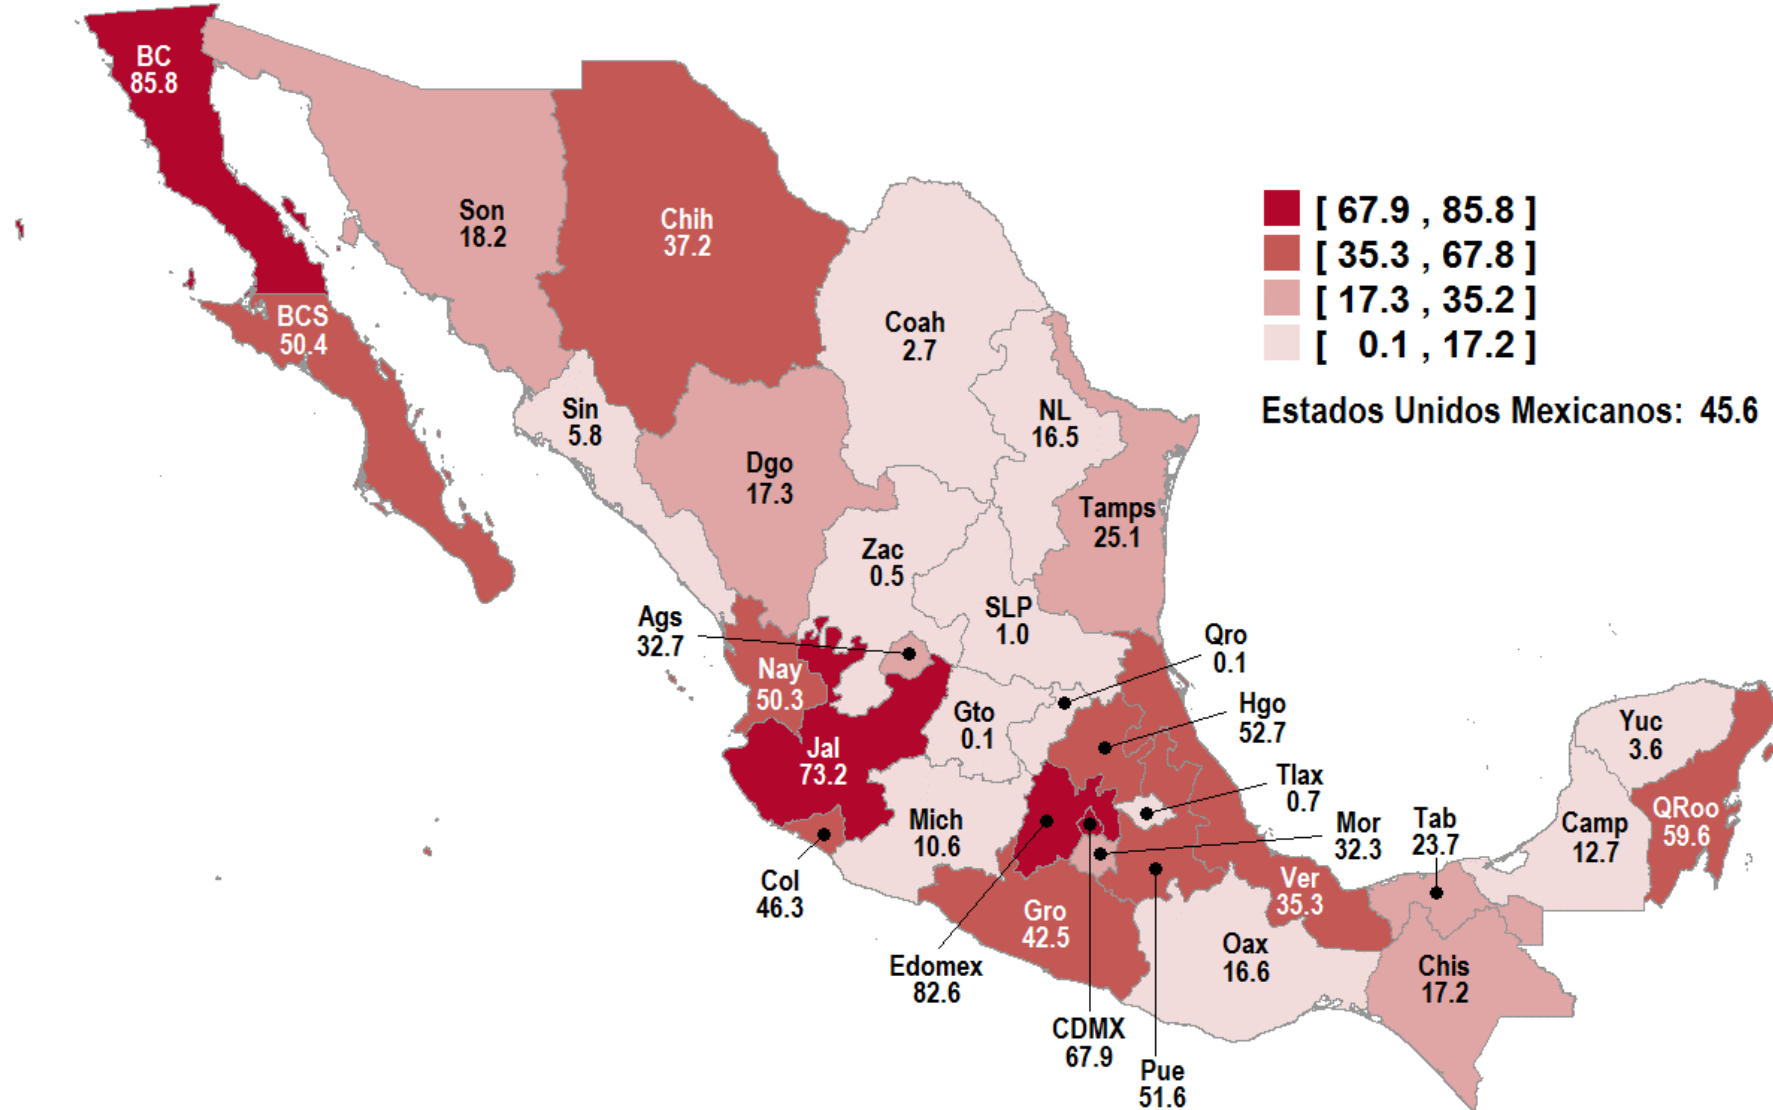 BC
85.8
Son
18.2
Chih
37.2
[ 67.9 , 85.8 ]
[ 35.3 , 67.8 ]
[ 17.3 , 35.2 ]
[ 0.1 , 17.2 ]
Estados Unidos Mexicanos: 45.6
BCS
50.4
Coah
2.7
Sin
5.8
NL
16.5
Dgo
17.3
Tamps
25.1
Zac
0.5
SLP
1.0
Ags
32.7
Qro
0.1
Nay
50.3
Hgo
52.7
Gto
0.1
Yuc
3.6
Jal
73.2
Tlax
0.7
Mich
10.6
Mor
32.3
Tab
23.7
Camp
12.7
QRoo
59.6
Col
46.3
Ver
35.3
Gro
42.5
Oax
16.6
Chis
17.2
Edomex
82.6
CDMX
67.9
Pue
51.6